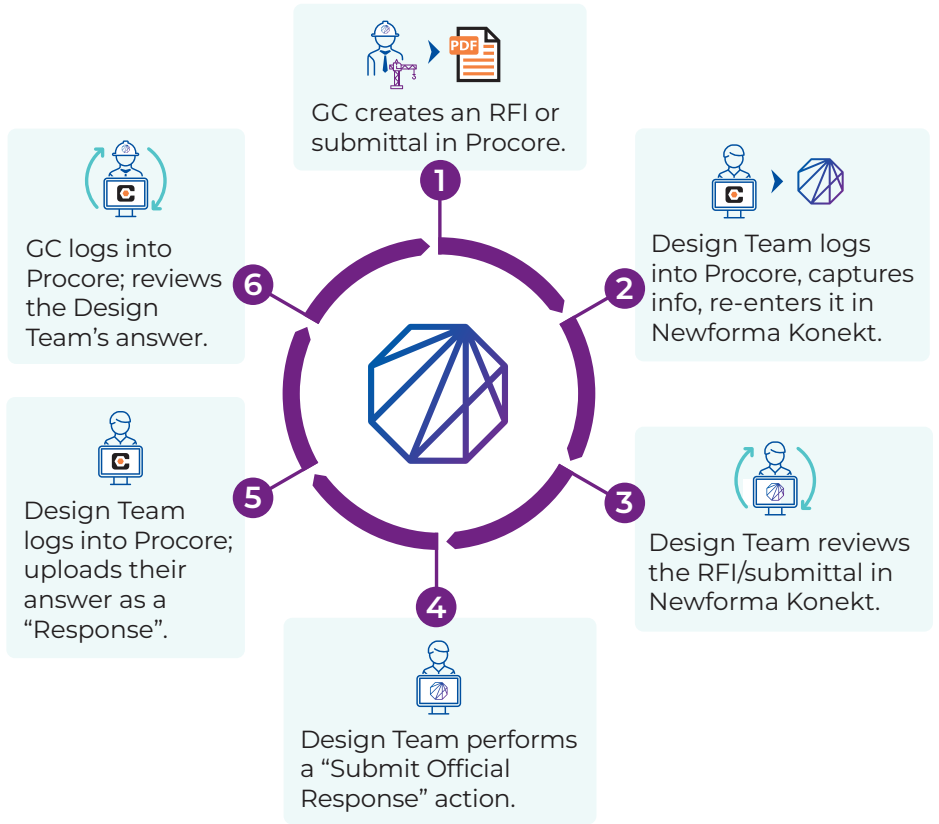 PDF
GC creates an RFI or
submittal in Procore.
1
Design Team logs
into Procore, captures
info, re-enters it in
Newforma Konekt.
2
Design Team reviews
the RFI/submittal in
Newforma Konekt.
3
4
Design Team performs
a “Submit Official
Response” action.
5
Design Team
logs into Procore;
uploads their
answer as a
“Response”.
6
GC logs into
Procore; reviews
the Design
Team’s answer.